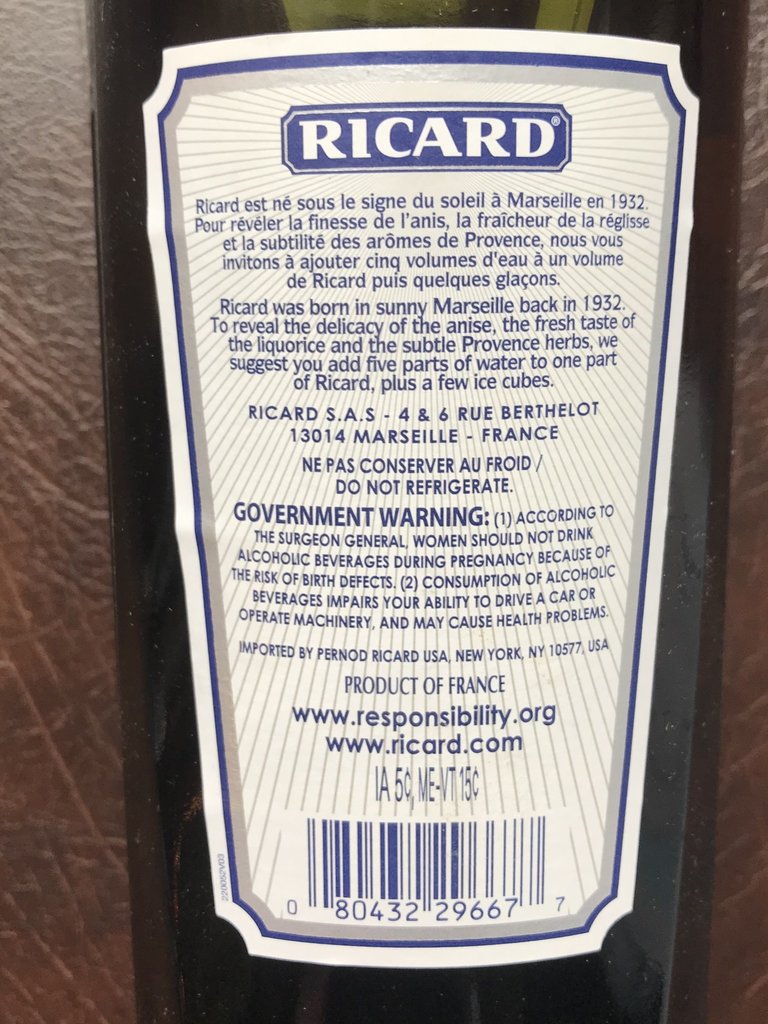 RICARD®
Ricard est né sous le signe du soleil à Marseille en 1932.
Pour révéler la finesse de l'anis, la fraîcheur de la réglisse
et la subtilité des arômes de Provence, nous vous
invitons à ajouter cinq volumes d'eau à un volume
de Ricard puis quelques glaçons.
Ricard was born in sunny Marseille back in 1932.
To reveal the delicacy of the anise, the fresh taste of
the liquorice and the subtle Provence herbs, we
suggest you add five parts of water to one part
of Ricard, plus a few ice cubes.
RICARD S.A.S - 4 & 6 RUE BERTHELOT
13014 MARSEILLE - FRANCE
NE PAS CONSERVER AU FROID /
DO NOT REFRIGERATE.
GOVERNMENT WARNING: (1) ACCORDING TO
THE SURGEON GENERAL, WOMEN SHOULD NOT DRINK
ALCOHOLIC BEVERAGES DURING PREGNANCY BECAUSE OF
THE RISK OF BIRTH DEFECTS. (2) CONSUMPTION OF ALCOHOLIC
BEVERAGES IMPAIRS YOUR ABILITY TO DRIVE A CAR OR
OPERATE MACHINERY, AND MAY CAUSE HEALTH PROBLEMS.
IMPORTED BY PERNOD RICARD USA, NEW YORK, NY 10577, USA
PRODUCT OF FRANCE
www.responsibility.org
www.ricard.com
IA 5¢, ME-VT 15¢
220052V03
0 80432 29667 7